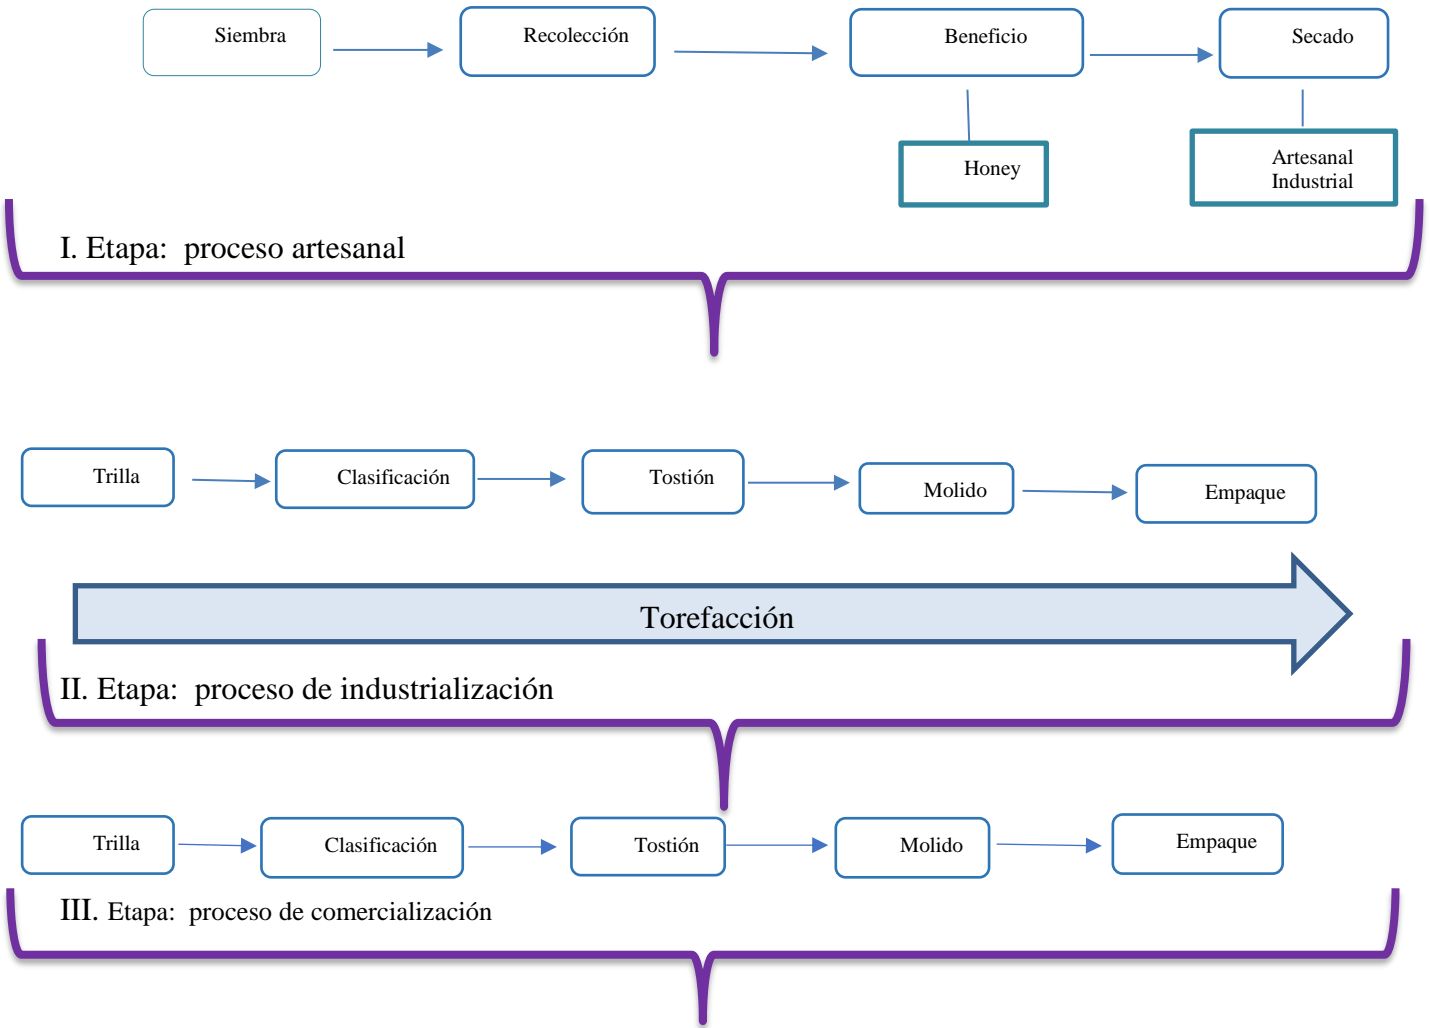 Siembra
Recolección
Beneficio
Secado
Honey
Artesanal
Industrial
I. Etapa: proceso artesanal
Trilla
Clasificación
Tostión
Molido
Empaque
Torefacción
II. Etapa: proceso de industrialización
Trilla
Clasificación
Tostión
Molido
Empaque
III. Etapa: proceso de comercialización